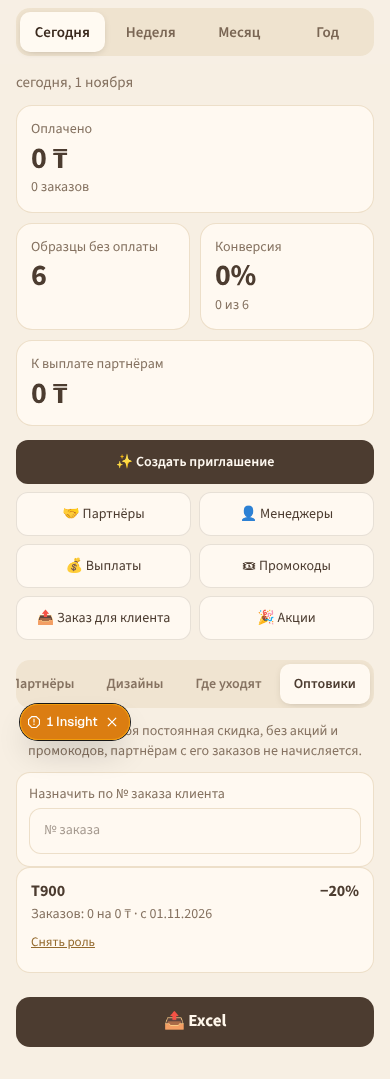 Сегодня Неделя Месяц Год
сегодня, 1 ноября
Оплачено
0 ₸
0 заказов
Образцы без оплаты
6
Конверсия
0%
0 из 6
К выплате партнёрам
0 ₸
✨ Создать приглашение
🤝 Партнёры
👤 Менеджеры
💰 Выплаты
🎟 Промокоды
📤 Заказ для клиента
🎉 Акции
Дизайны Где уходят Оптовики
1 Insight
постоянная скидка, без акций и
промокодов, партнёрам с его заказов не начисляется.
Назначить по № заказа клиента
№ заказа
T900 −20%
Заказов: 0 на 0 ₸ · с 01.11.2026
Снять роль
📤 Excel